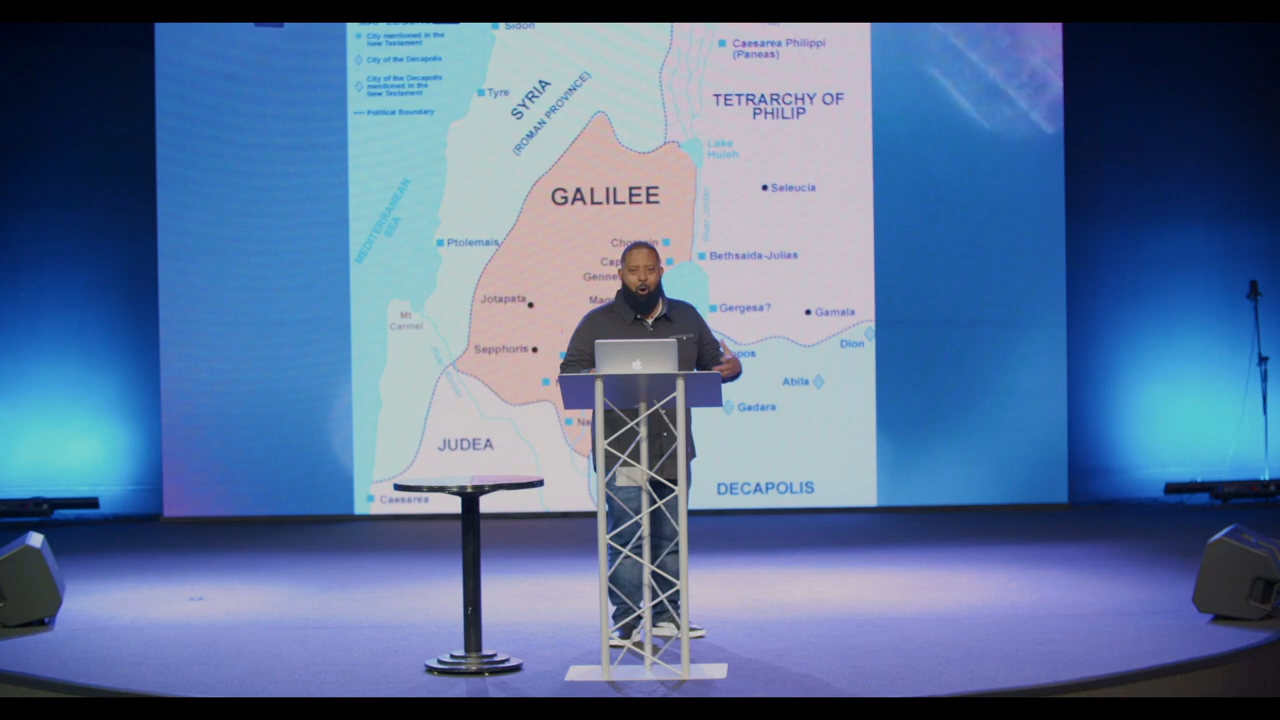 Sidon
City mentioned in the
New Testament
City of the Decapolis
City of the Decapolis
mentioned in the
New Testament
Political Boundary
Caesarea Philippi
(Paneas)
Tyre
SYRIA
(ROMAN PROVINCE)
TETRARCHY OF
PHILIP
Lake
Huleh
GALILEE
Seleucia
River Jordan
MEDITERRANEAN
SEA
Ptolemais
Bethsaida-Julias
Jotapata
Gergesa?
Gamala
Mt
Carmel
Sepphoris
Dion
Abila
Gadara
JUDEA
DECAPOLIS
Caesarea